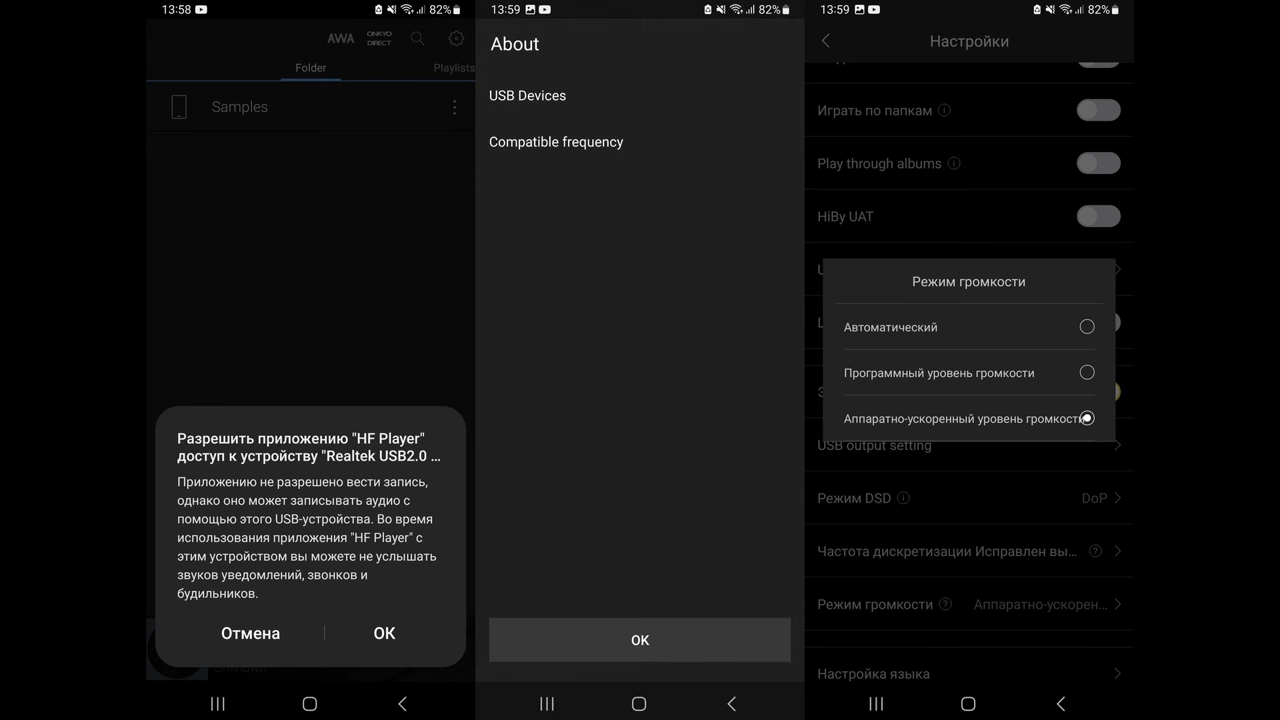 13:58
82%
AWA
ONKYO
DIRECT
Folder
Playlists
Samples
Разрешить приложению "HF Player"
доступ к устройству "Realtek USB2.0 ...
Приложению не разрешено вести запись,
однако оно может записывать аудио с
помощью этого USB-устройства. Во время
использования приложения "HF Player" с
этим устройством вы можете не услышать
звуков уведомлений, звонков и
будильников.
Отмена
OK
Unknown
13:59
82%
About
USB Devices
Compatible frequency
OK
13:59
82%
Настройки
Играть по папкам
Play through albums
HiBy UAT
Режим громкости
Автоматический
Программный уровень громкости
Аппаратно-ускоренный уровень громкости
USB output setting
Режим DSD
DoP
Частота дискретизации Исправлен вы...
Режим громкости
Аппаратно-ускорен...
Настройка языка